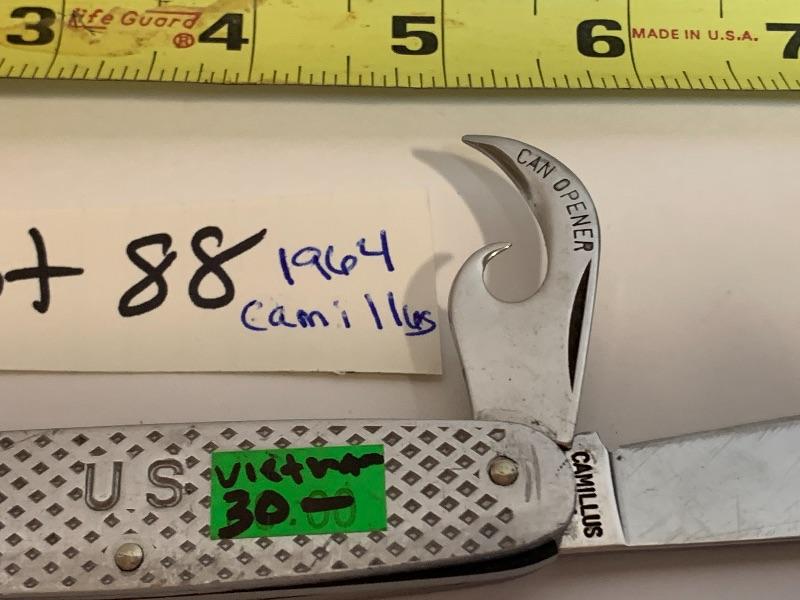 3 Life Guard ® 4 5 6 MADE IN U.S.A. 7
CAN OPENER
t 88 1964
Camillus
US
Vietnam
30 —
CAMILLUS